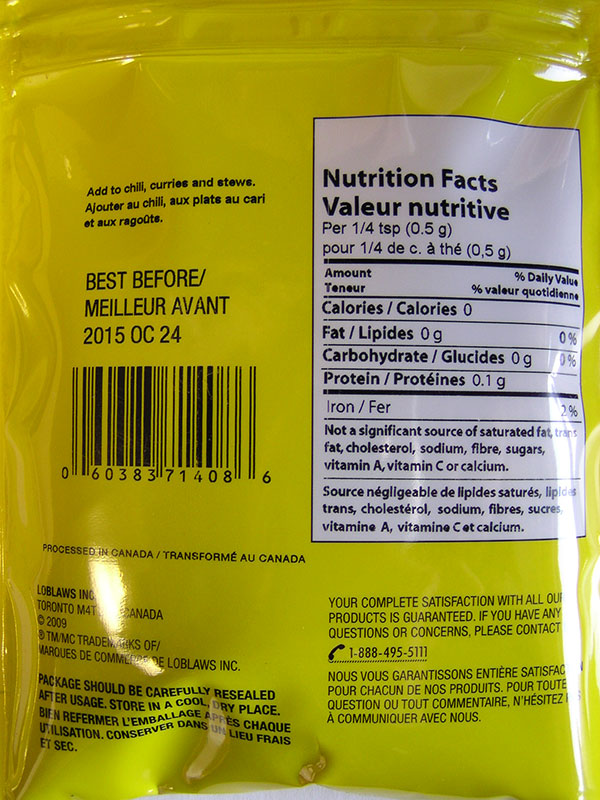 Add to chili, curries and stews.
Ajouter au chili, aux plats au cari
et aux ragoûts.
BEST BEFORE/
MEILLEUR AVANT
2015 OC 24
0 60383 71408 6
PROCESSED IN CANADA / TRANSFORMÉ AU CANADA
LOBLAWS INC
TORONTO M4T CANADA
© 2009
® TM/MC TRADEMARKS OF/
MARQUES DE COMMERCE DE LOBLAWS INC.
PACKAGE SHOULD BE CAREFULLY RESEALED
AFTER USAGE. STORE IN A COOL, DRY PLACE.
BIEN REFERMER L'EMBALLAGE APRÈS CHAQUE
UTILISATION. CONSERVER DANS UN LIEU FRAIS
ET SEC.
Nutrition Facts
Valeur nutritive
Per 1/4 tsp (0.5 g)
pour 1/4 de c. à thé (0,5 g)
Amount % Daily Value
Teneur % valeur quotidienne
Calories / Calories 0
Fat / Lipides 0 g 0 %
Carbohydrate / Glucides 0 g 0 %
Protein / Protéines 0.1 g
Iron / Fer 2 %
Not a significant source of saturated fat, trans
fat, cholesterol, sodium, fibre, sugars,
vitamin A, vitamin C or calcium.
Source négligeable de lipides saturés, lipides
trans, cholestérol, sodium, fibres, sucres,
vitamine A, vitamine C et calcium.
YOUR COMPLETE SATISFACTION WITH ALL OUR
PRODUCTS IS GUARANTEED. IF YOU HAVE ANY
QUESTIONS OR CONCERNS, PLEASE CONTACT
1-888-495-5111
NOUS VOUS GARANTISSONS ENTIÈRE SATISFAC
POUR CHACUN DE NOS PRODUITS. POUR TOUTE
QUESTION OU TOUT COMMENTAIRE, N'HÉSITEZ
À COMMUNIQUER AVEC NOUS.